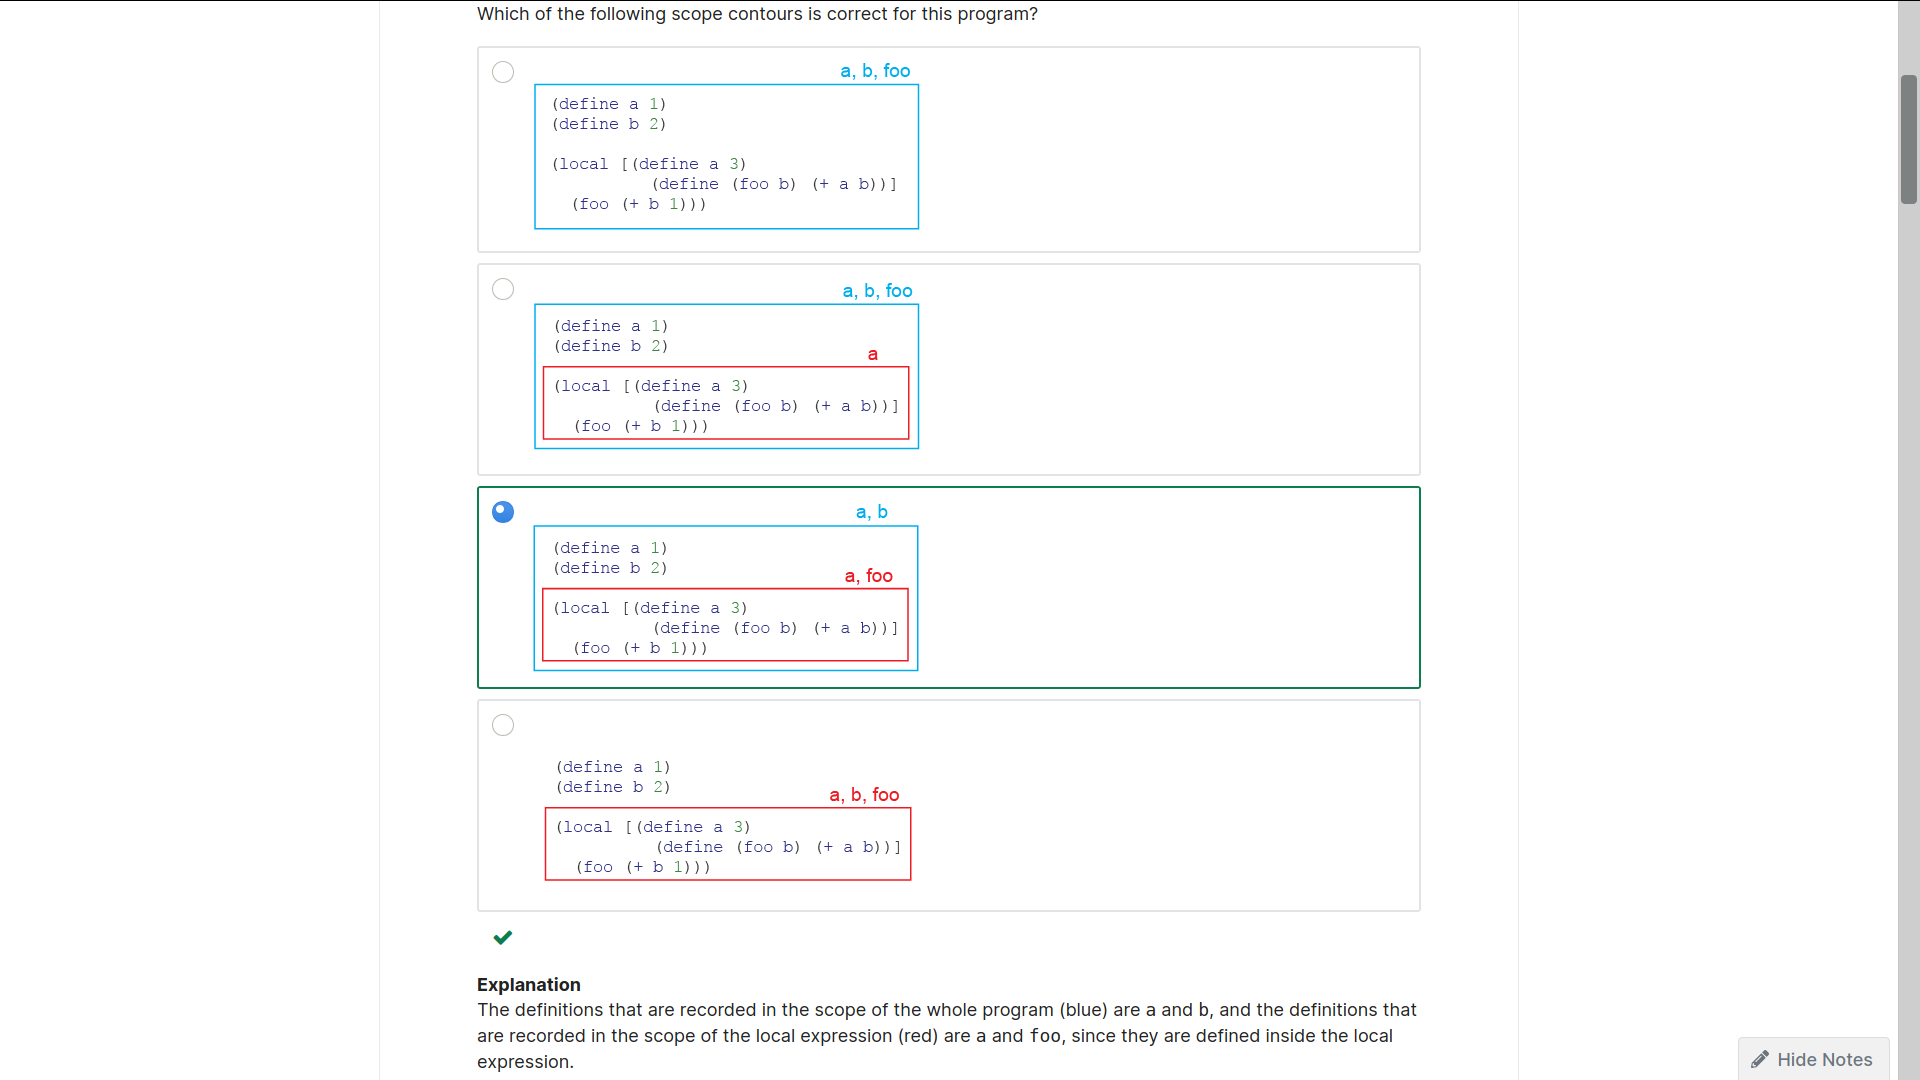 Which of the following scope contours is correct for this program?
a, b, foo
(define a 1)
(define b 2)
(local [(define a 3)
(define (foo b) (+ a b))]
(foo (+ b 1)))
a, b, foo
(define a 1)
(define b 2)
a
(local [(define a 3)
(define (foo b) (+ a b))]
(foo (+ b 1)))
a, b
(define a 1)
(define b 2)
a, foo
(local [(define a 3)
(define (foo b) (+ a b))]
(foo (+ b 1)))
(define a 1)
(define b 2)
a, b, foo
(local [(define a 3)
(define (foo b) (+ a b))]
(foo (+ b 1)))
Explanation
The definitions that are recorded in the scope of the whole program (blue) are a and b, and the definitions that
are recorded in the scope of the local expression (red) are a and foo, since they are defined inside the local
expression.
Hide Notes